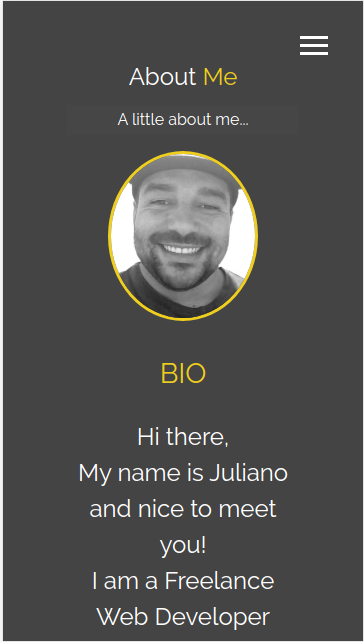 About Me
A little about me...
BIO
Hi there,
My name is Juliano
and nice to meet
you!
I am a Freelance
Web Developer